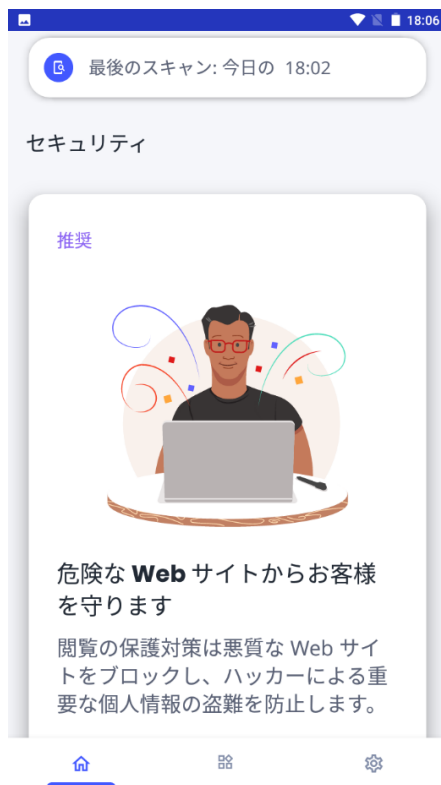 18:06
最後のスキャン: 今日の 18:02
セキュリティ
推奨
危険な Web サイトからお客様
を守ります
閲覧の保護対策は悪質な Web サイ
トをブロックし、ハッカーによる重
要な個人情報の盗難を防止します。